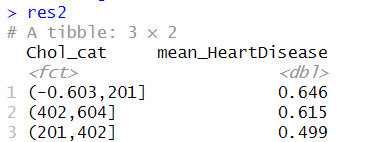 > res2
# A tibble: 3 × 2
Chol_cat mean_HeartDisease
<fct> <dbl>
1 (-0.603,201] 0.646
2 (402,604] 0.615
3 (201,402] 0.499